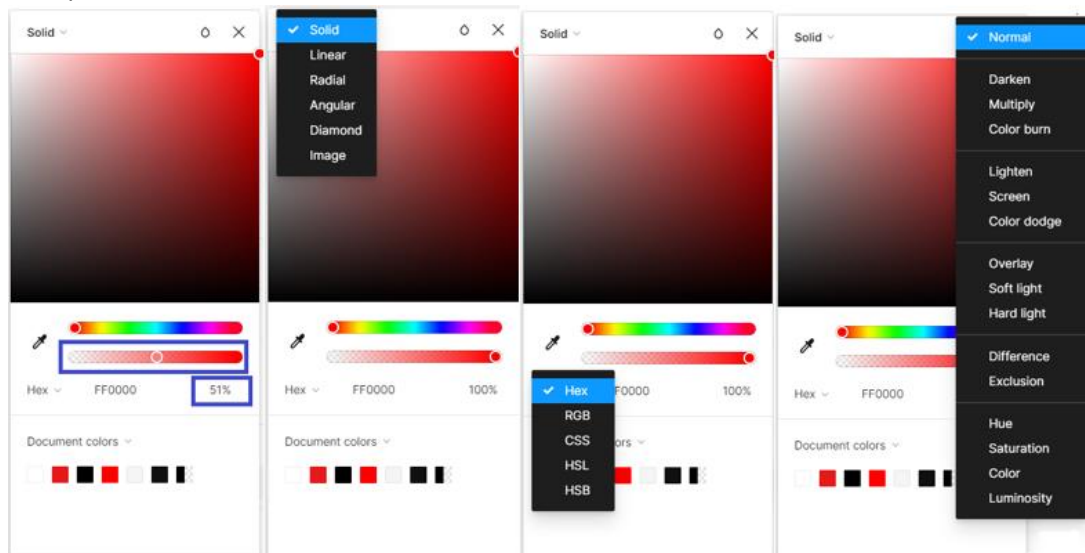 Solid
Hex FF0000 51%
Document colors
Solid
Linear
Radial
Angular
Diamond
Image
Hex FF0000 100%
Document colors
Solid
Hex F0000 100%
RGB
CSS ors
HSL
HSB
Solid
Hex FF0000
Document colors
Normal
Darken
Multiply
Color burn
Lighten
Screen
Color dodge
Overlay
Soft light
Hard light
Difference
Exclusion
Hue
Saturation
Color
Luminosity